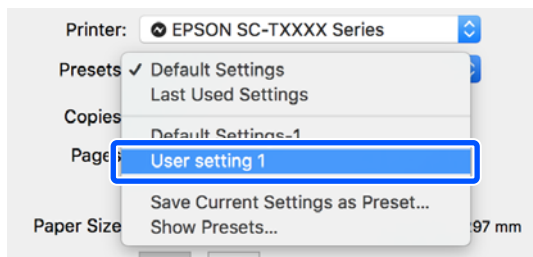 Printer: EPSON SC-TXXXX Series
Presets ✓ Default Settings
Last Used Settings
Copies
Default Settings-1
Pages
User setting 1
Save Current Settings as Preset...
Paper Size Show Presets... 97 mm